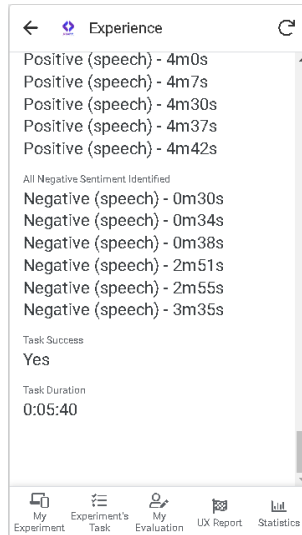 Experience
Positive (speech) - 4m0s
Positive (speech) - 4m7s
Positive (speech) - 4m30s
Positive (speech) - 4m37s
Positive (speech) - 4m42s
All Negative Sentiment Identified
Negative (speech) - 0m30s
Negative (speech) - 0m34s
Negative (speech) - 0m38s
Negative (speech) - 2m51s
Negative (speech) - 2m55s
Negative (speech) - 3m35s
Task Success
Yes
Task Duration
0:05:40
My Experiment
Experiment's Task
My Evaluation
UX Report
Statistics